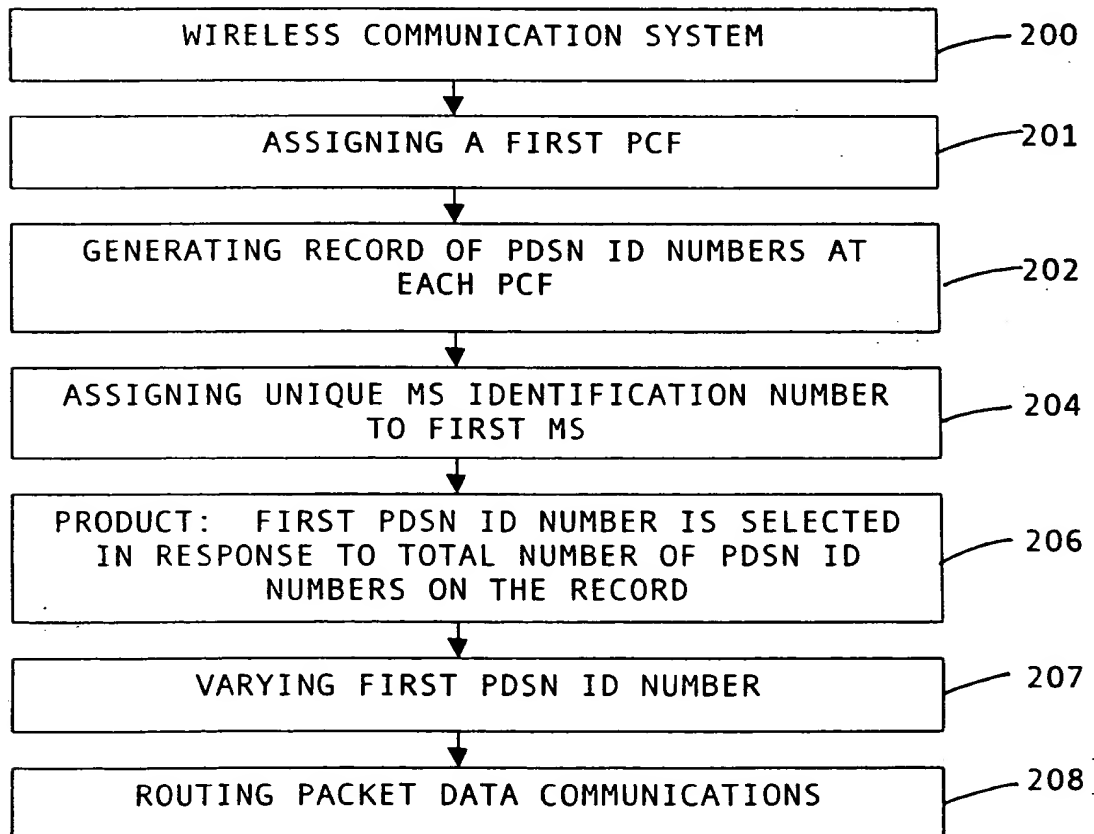 WIRELESS COMMUNICATION SYSTEM 200
ASSIGNING A FIRST PCF 201
GENERATING RECORD OF PDSN ID NUMBERS AT
EACH PCF 202
ASSIGNING UNIQUE MS IDENTIFICATION NUMBER
TO FIRST MS 204
PRODUCT: FIRST PDSN ID NUMBER IS SELECTED
IN RESPONSE TO TOTAL NUMBER OF PDSN ID
NUMBERS ON THE RECORD 206
VARYING FIRST PDSN ID NUMBER 207
ROUTING PACKET DATA COMMUNICATIONS 208